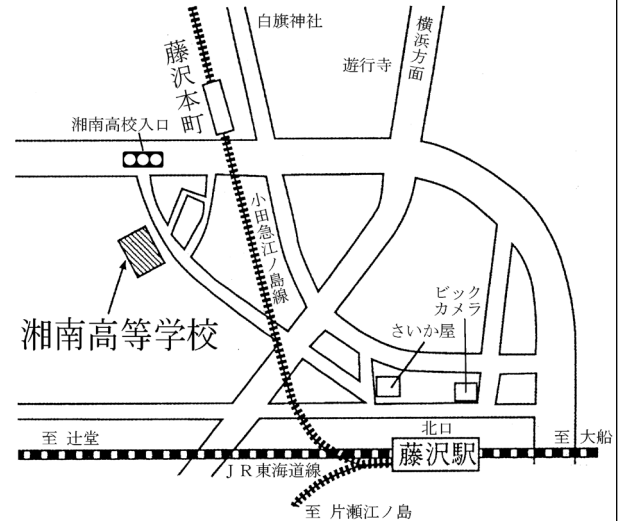 白旗神社
横浜方面
遊行寺
藤沢本町
湘南高校入口
小田急江ノ島線
ビック
カメラ
さいか屋
湘南高等学校
北口
至 辻堂
藤沢駅
至 大船
JR東海道線
至 片瀬江ノ島